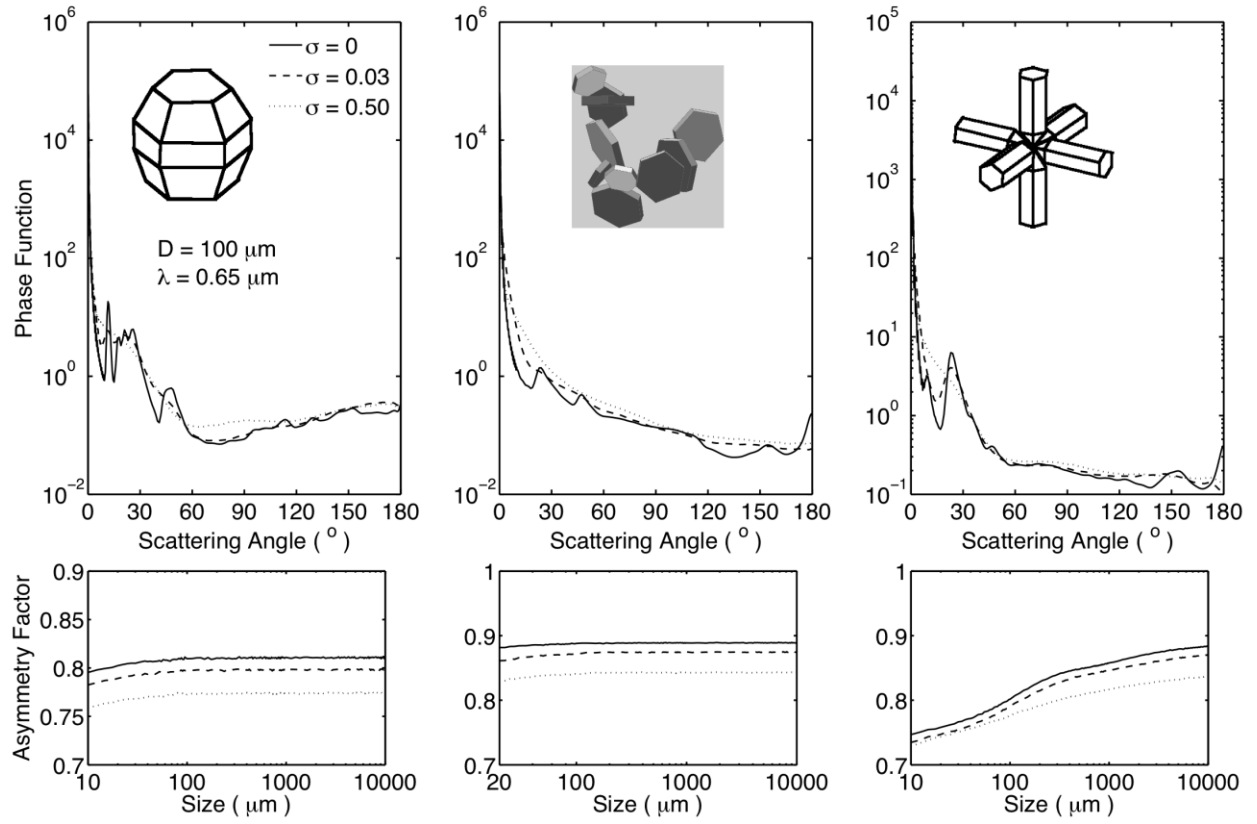 10^6
10^4
10^2
10^0
10^-2
Phase Function
σ = 0
σ = 0.03
σ = 0.50
D = 100 μm
λ = 0.65 μm
0 30 60 90 120 150 180
Scattering Angle ( ° )
10^6
10^4
10^2
10^0
10^-2
0 30 60 90 120 150 180
Scattering Angle ( ° )
10^5
10^4
10^3
10^2
10^1
10^0
10^-1
0 30 60 90 120 150 180
Scattering Angle ( ° )
0.9
0.85
0.8
0.75
0.7
Asymmetry Factor
10 100 1000 10000
Size ( μm )
1
0.9
0.8
0.7
20 100 1000 10000
Size ( μm )
1
0.9
0.8
0.7
10 100 1000 10000
Size ( μm )